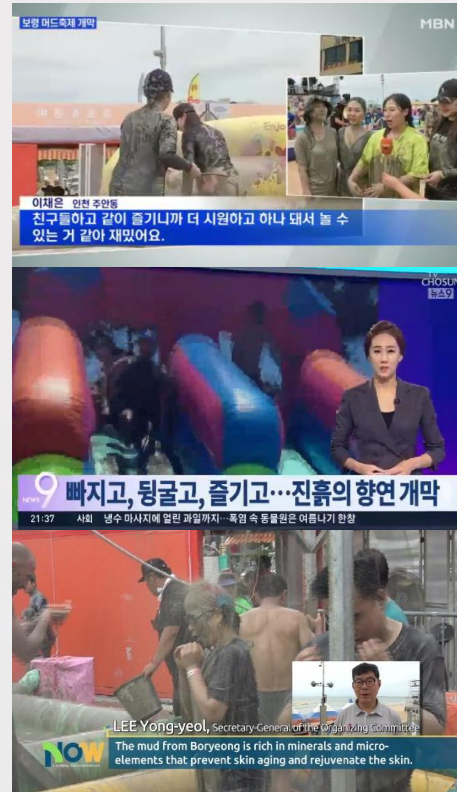 보령 머드축제 개막
MBN
Enjo
이채은 인천 주안동
친구들하고 같이 즐기니까 더 시원하고 하나 돼서 놀 수
있는 거 같아 재밌어요.
TV
CHOSUN
뉴스9
NEWS 9
빠지고, 뒹굴고, 즐기고…진흙의 향연 개막
21:37 사회 냉수 마사지에 얼린 과일까지…폭염 속 동물원은 여름나기 한창
LEE Yong-yeol, Secretary-General of the Organizing Committee
NOW
The mud from Boryeong is rich in minerals and micro-
elements that prevent skin aging and rejuvenate the skin.